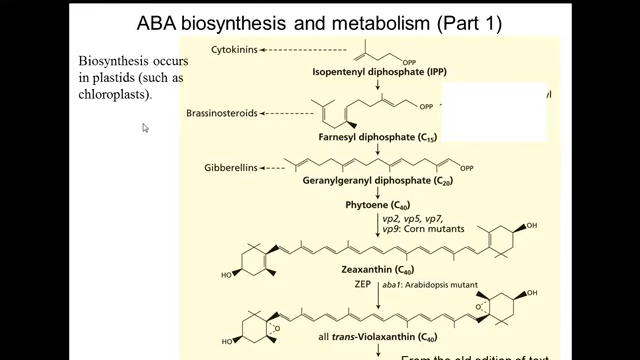 ABA biosynthesis and metabolism (Part 1)
Biosynthesis occurs
in plastids (such as
chloroplasts).
Cytokinins
OPP
Isopentenyl diphosphate (IPP)
Brassinosteroids
OPP
Farnesyl diphosphate (C₁₅)
Gibberellins
OPP
Geranylgeranyl diphosphate (C₂₀)
Phytoene (C₄₀)
vp2, vp5, vp7,
vp9: Corn mutants
OH
HO
Zeaxanthin (C₄₀)
ZEP
aba1: Arabidopsis mutant
OH
O
O
HO
all trans-Violaxanthin (C₄₀)
From the old edition of text